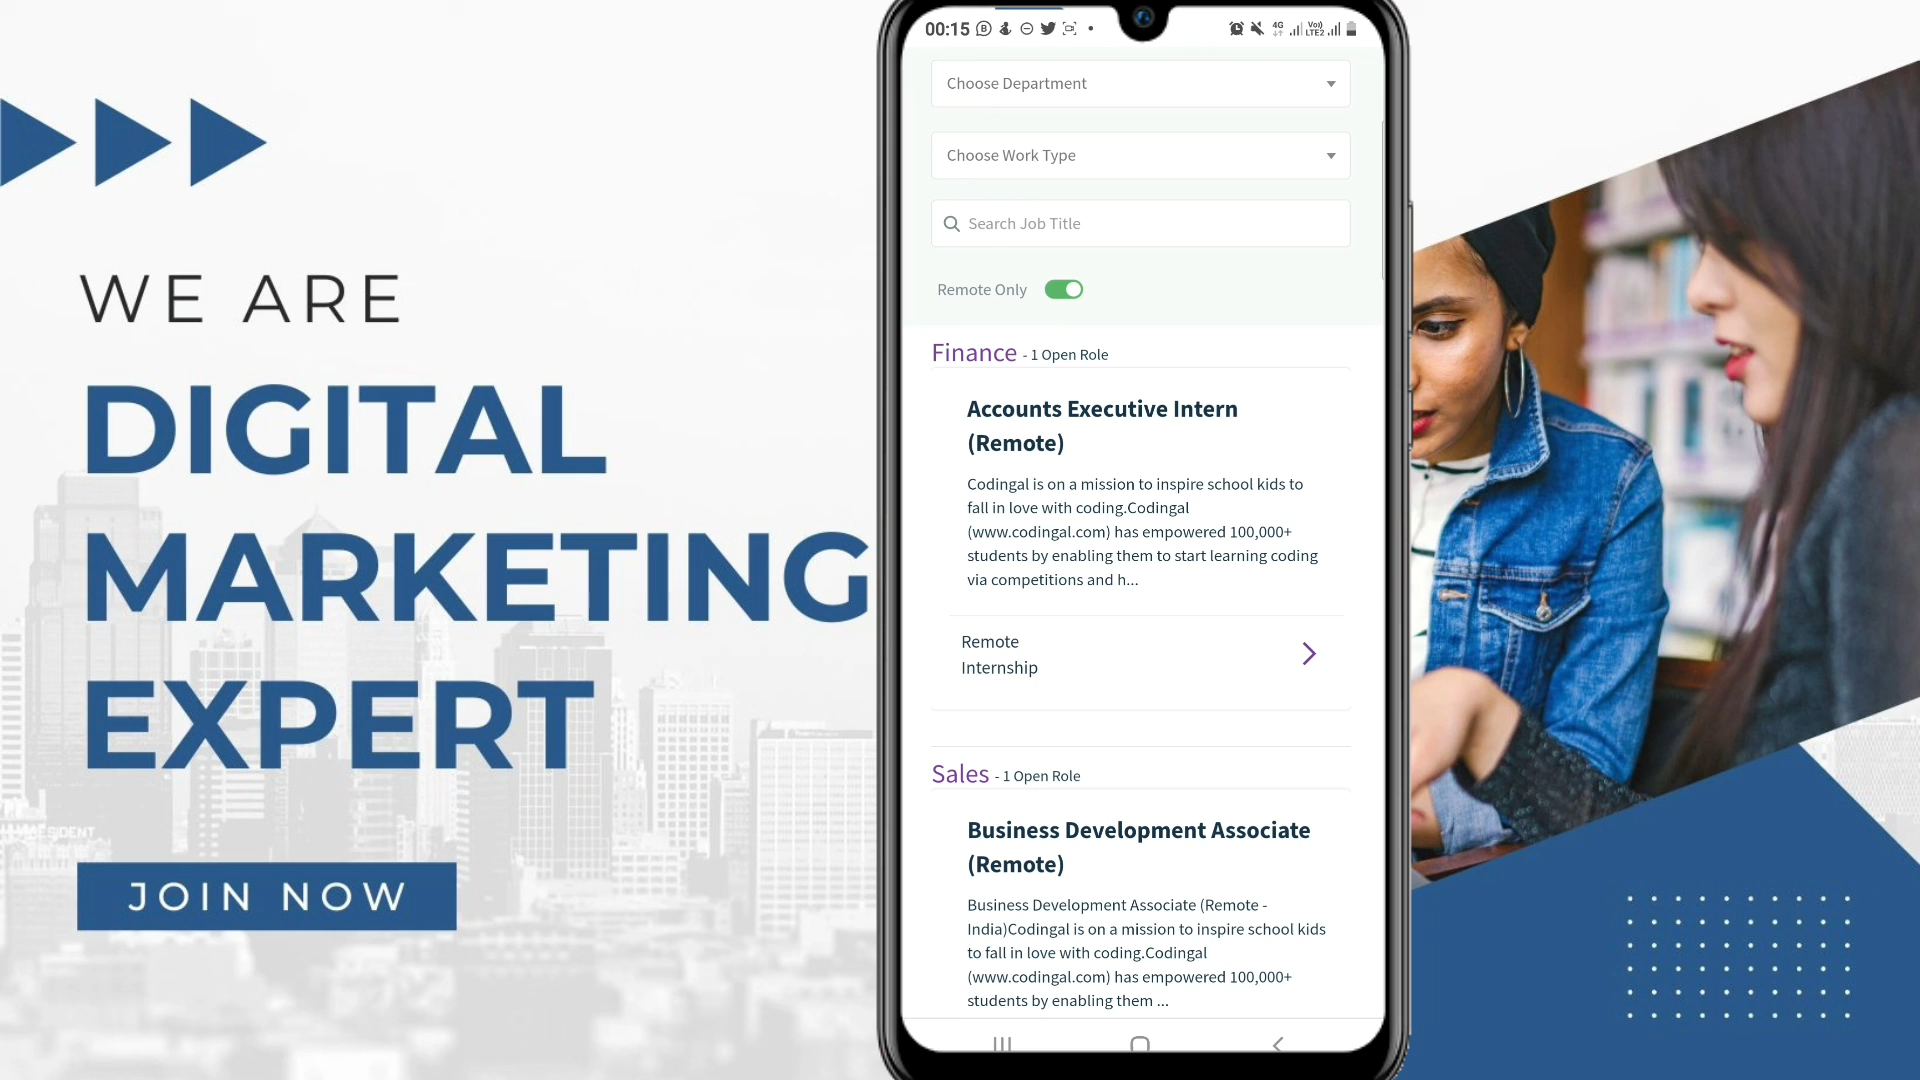 WE ARE
DIGITAL
MARKETING
EXPERT
JOIN NOW
00:15
4G
Vo))
LTE2
Choose Department
Choose Work Type
Search Job Title
Remote Only
Finance - 1 Open Role
Accounts Executive Intern
(Remote)
Codingal is on a mission to inspire school kids to
fall in love with coding.Codingal
(www.codingal.com) has empowered 100,000+
students by enabling them to start learning coding
via competitions and h...
Remote
Internship
Sales - 1 Open Role
Business Development Associate
(Remote)
Business Development Associate (Remote -
India)Codingal is on a mission to inspire school kids
to fall in love with coding.Codingal
(www.codingal.com) has empowered 100,000+
students by enabling them ...